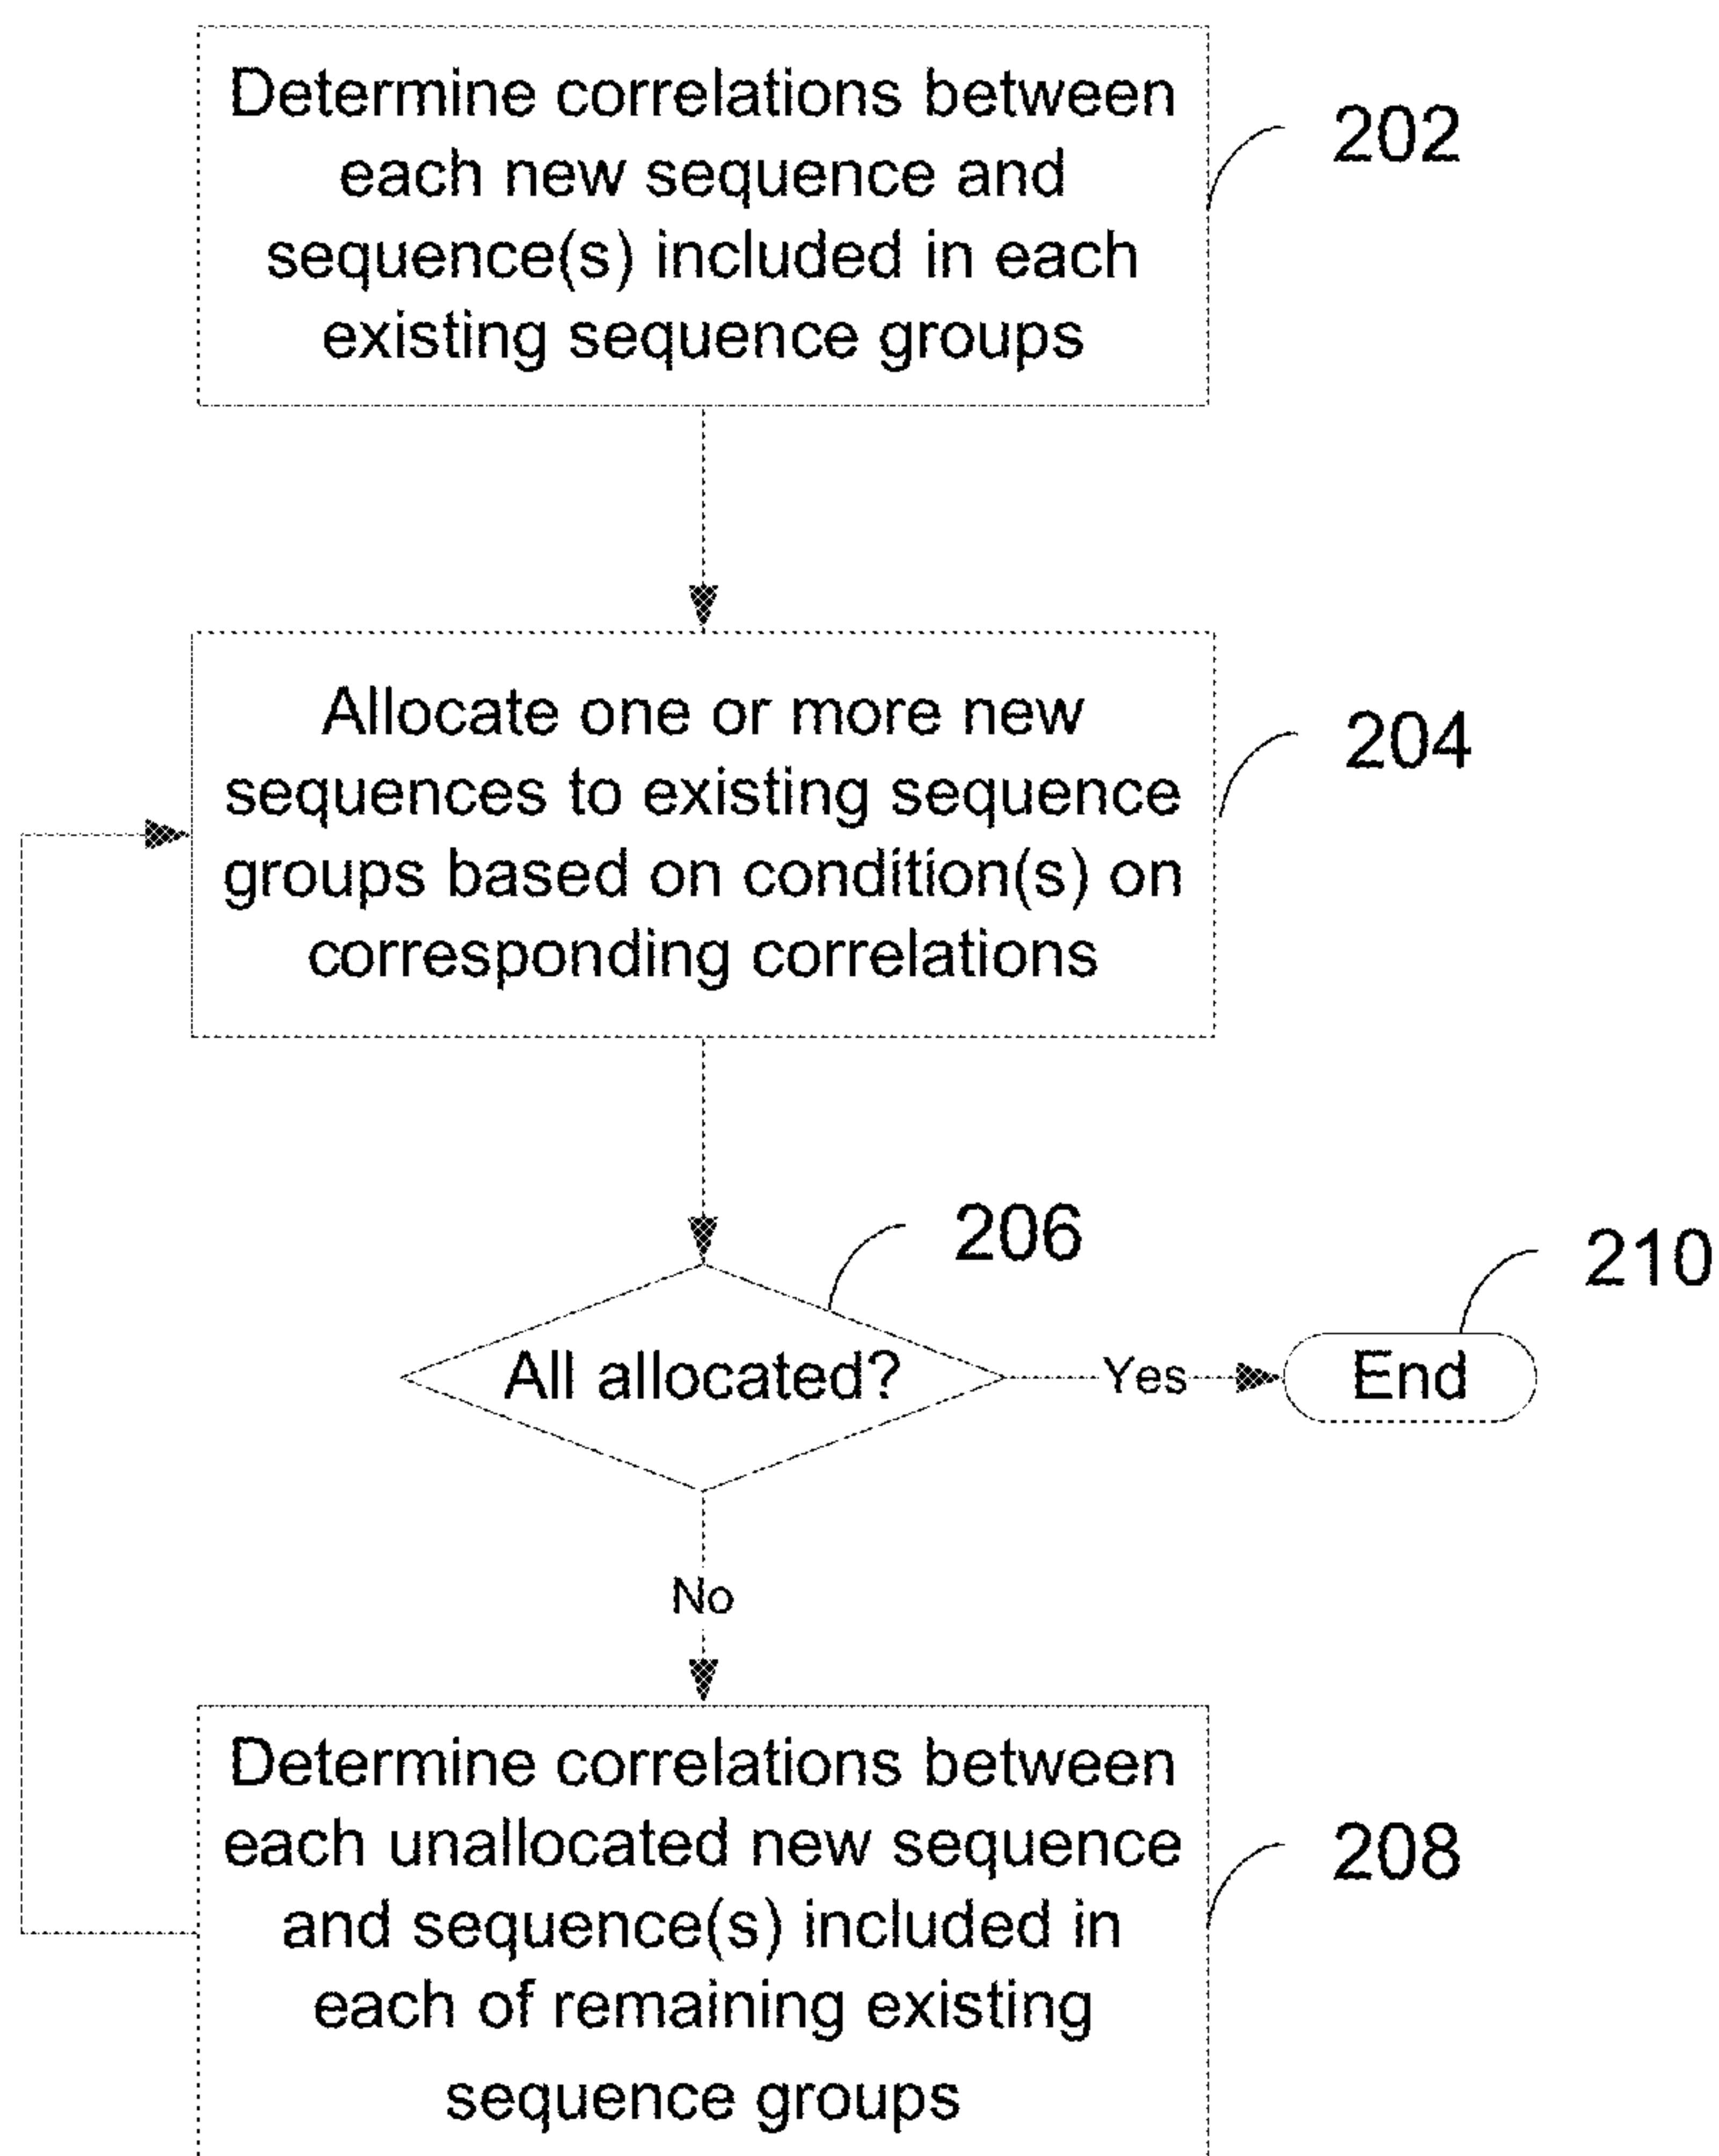 Determine correlations between
each new sequence and
sequence(s) included in each
existing sequence groups
202
Allocate one or more new
sequences to existing sequence
groups based on condition(s) on
corresponding correlations
204
206
All allocated?
Yes
210
End
No
Determine correlations between
each unallocated new sequence
and sequence(s) included in
each of remaining existing
sequence groups
208